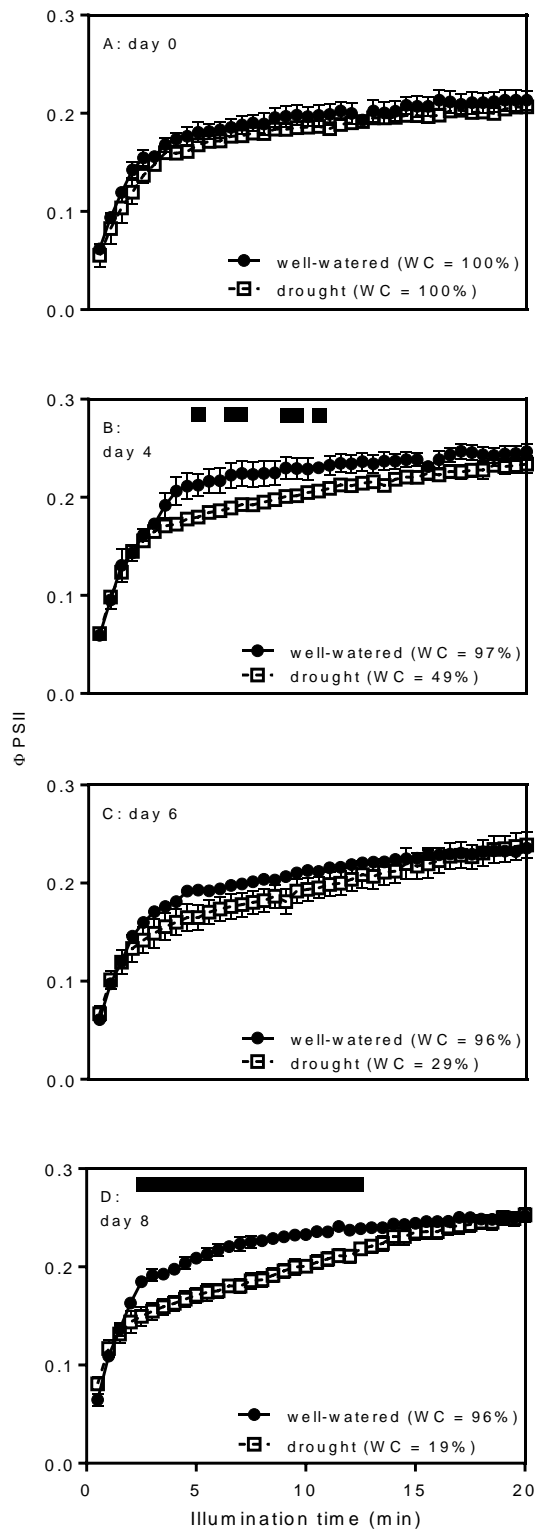 0.3
A: day 0
0.2
0.1
well-watered (WC = 100%)
drought (WC = 100%)
0.0
0.3
B:
day 4
0.2
0.1
well-watered (WC = 97%)
drought (WC = 49%)
0.0
ΦPSII
0.3
C: day 6
0.2
0.1
well-watered (WC = 96%)
drought (WC = 29%)
0.0
0.3
D:
day 8
0.2
0.1
well-watered (WC = 96%)
drought (WC = 19%)
0.0
0 5 10 15 20
Illumination time (min)